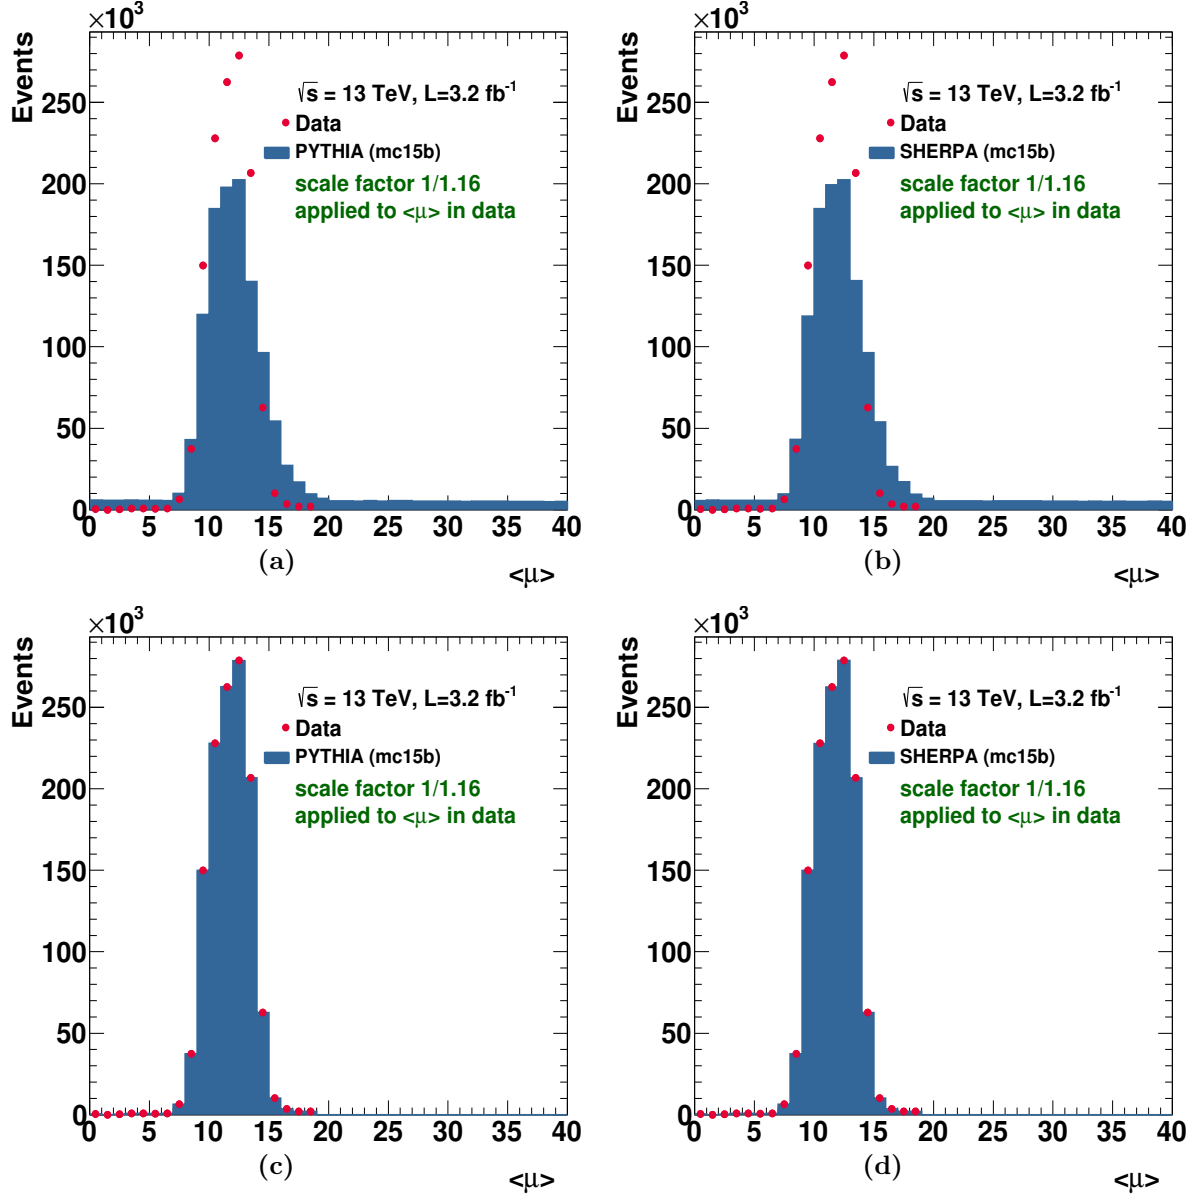 ×10³
Events
250
200
150
100
50
0
√s = 13 TeV, L=3.2 fb⁻¹
Data
PYTHIA (mc15b)
scale factor 1/1.16
applied to <μ> in data
0 5 10 15 20 25 30 35 40
(a)
<μ>
×10³
Events
250
200
150
100
50
0
√s = 13 TeV, L=3.2 fb⁻¹
Data
SHERPA (mc15b)
scale factor 1/1.16
applied to <μ> in data
0 5 10 15 20 25 30 35 40
(b)
<μ>
×10³
Events
250
200
150
100
50
0
√s = 13 TeV, L=3.2 fb⁻¹
Data
PYTHIA (mc15b)
scale factor 1/1.16
applied to <μ> in data
0 5 10 15 20 25 30 35 40
(c)
<μ>
×10³
Events
250
200
150
100
50
0
√s = 13 TeV, L=3.2 fb⁻¹
Data
SHERPA (mc15b)
scale factor 1/1.16
applied to <μ> in data
0 5 10 15 20 25 30 35 40
(d)
<μ>